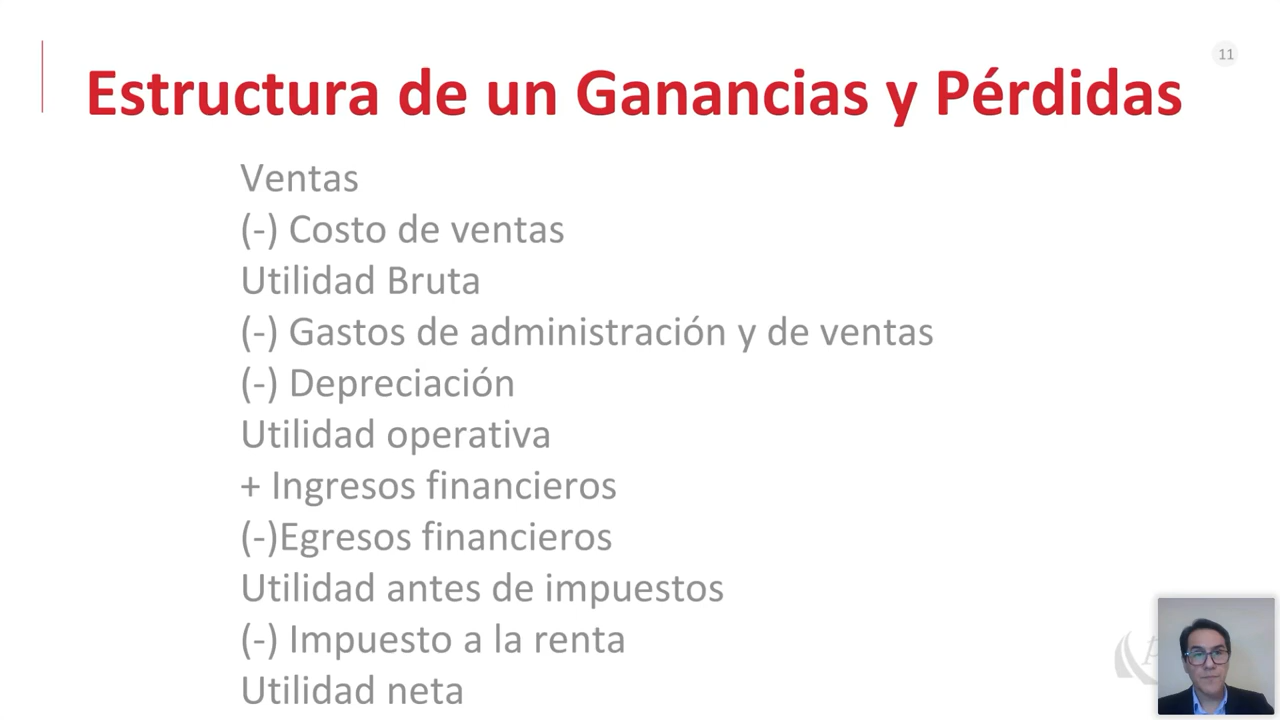 11
Estructura de un Ganancias y Pérdidas
Ventas
(-) Costo de ventas
Utilidad Bruta
(-) Gastos de administración y de ventas
(-) Depreciación
Utilidad operativa
+ Ingresos financieros
(-)Egresos financieros
Utilidad antes de impuestos
(-) Impuesto a la renta
Utilidad neta